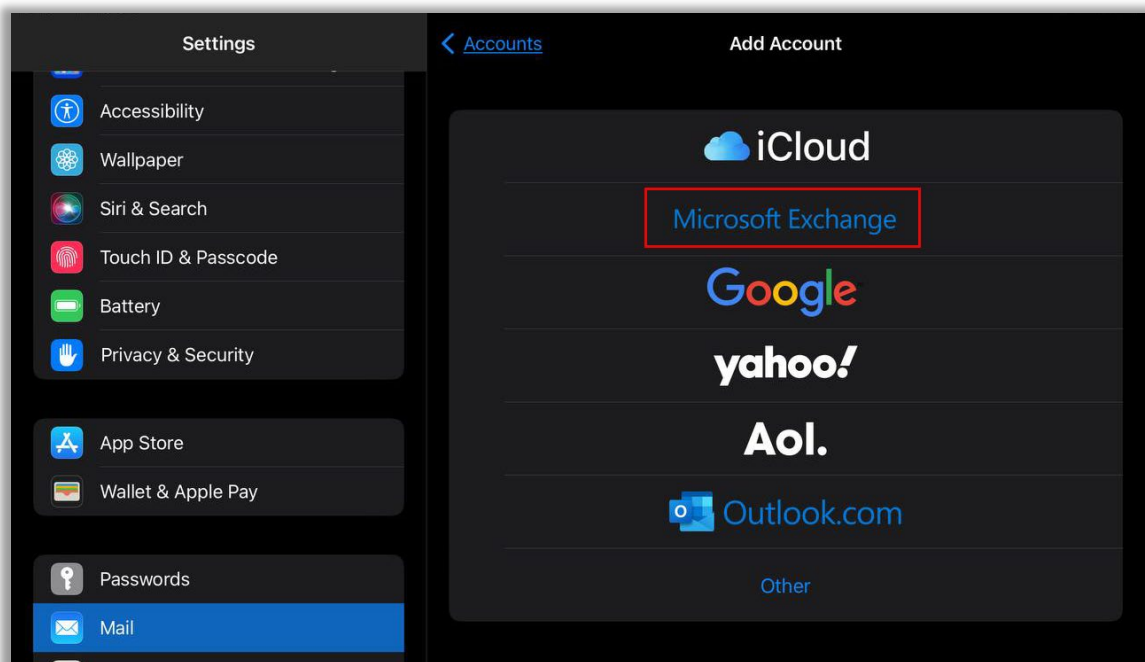 Settings
Accessibility
Wallpaper
Siri & Search
Touch ID & Passcode
Battery
Privacy & Security
App Store
Wallet & Apple Pay
Passwords
Mail
Accounts
Add Account
iCloud
Microsoft Exchange
Google
yahoo!
Aol.
Outlook.com
Other